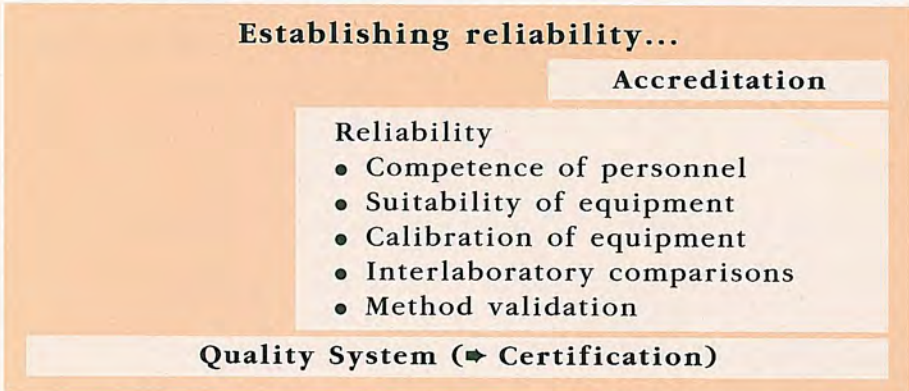 Establishing reliability...
Accreditation
Reliability
• Competence of personnel
• Suitability of equipment
• Calibration of equipment
• Interlaboratory comparisons
• Method validation
Quality System (➨ Certification)